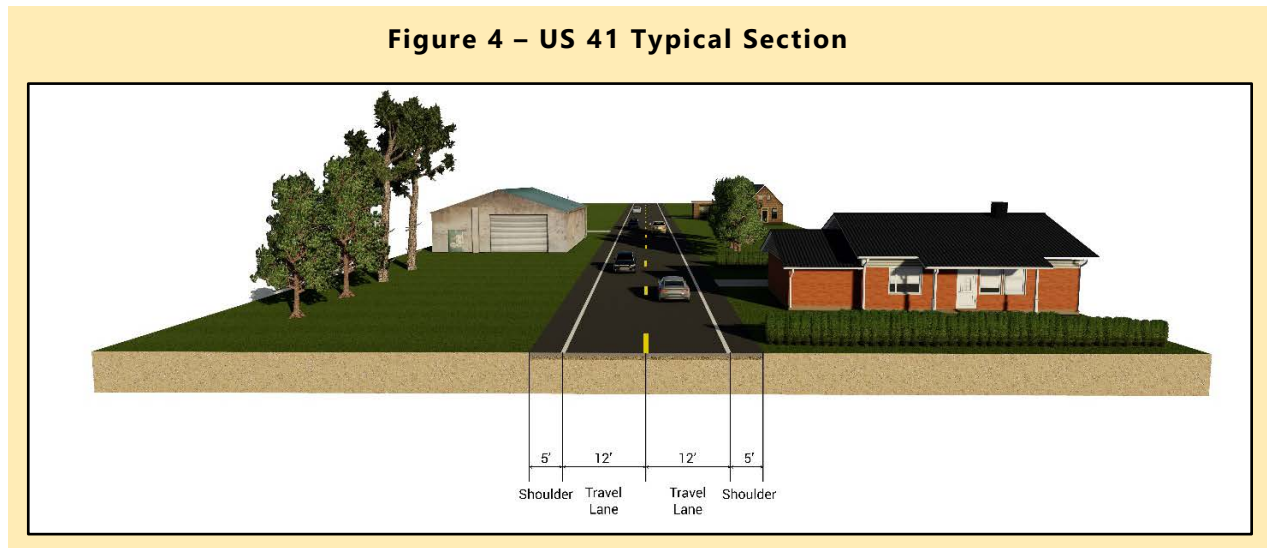 Figure 4 – US 41 Typical Section
5′ 12′ 12′ 5′
Shoulder Travel Lane Travel Lane Shoulder